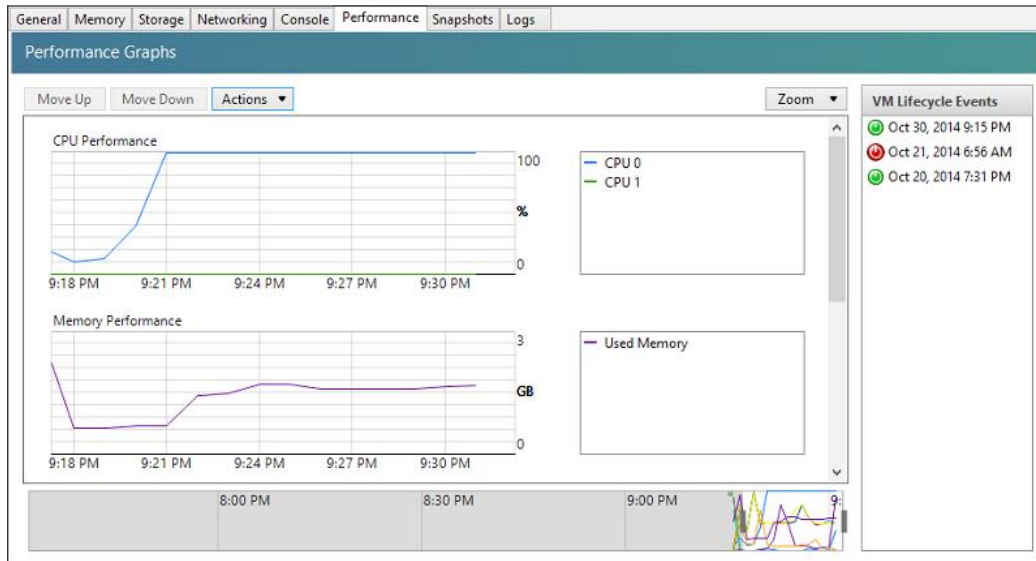 General Memory Storage Networking Console Performance Snapshots Logs
Performance Graphs
Move Up Move Down Actions Zoom
VM Lifecycle Events
Oct 30, 2014 9:15 PM
Oct 21, 2014 6:56 AM
Oct 20, 2014 7:31 PM
CPU Performance
100
%
0
9:18 PM 9:21 PM 9:24 PM 9:27 PM 9:30 PM
CPU 0
CPU 1
Memory Performance
3
GB
0
9:18 PM 9:21 PM 9:24 PM 9:27 PM 9:30 PM
Used Memory
8:00 PM 8:30 PM 9:00 PM 9: